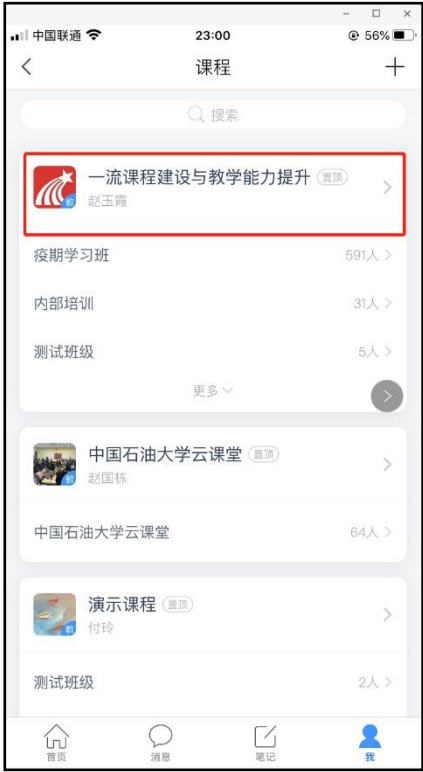 中国联通 23:00 56%
课程
搜索
一流课程建设与教学能力提升 置顶
教 赵玉霞
疫期学习班 591人
内部培训 31人
测试班级 5人
更多
中国石油大学云课堂 置顶
教 赵国栋
中国石油大学云课堂 64人
演示课程 置顶
教 付玲
测试班级 2人
首页 消息 笔记 我